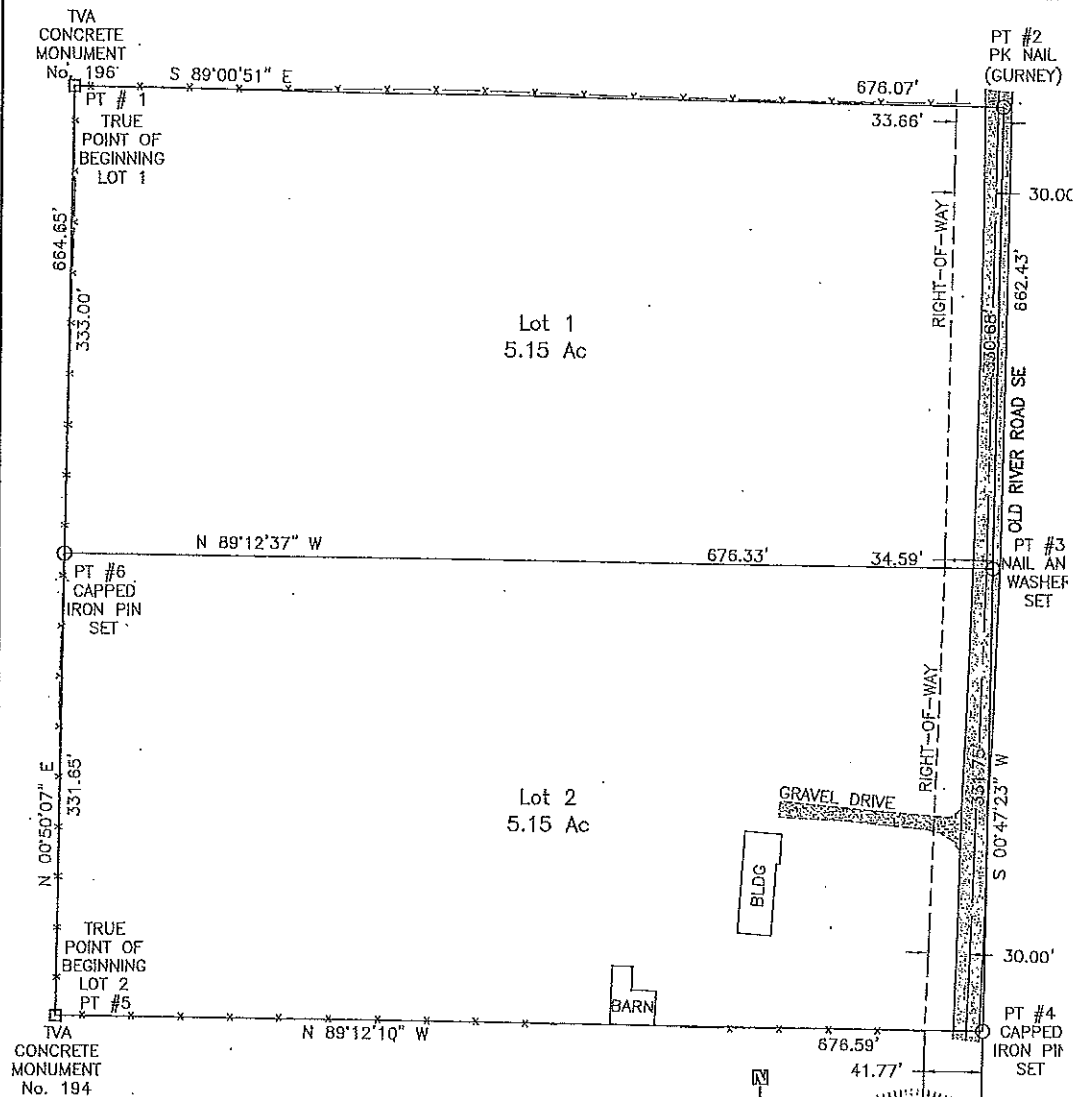 TVA
CONCRETE
MONUMENT
No. 196
S 89°00'51" E
676.07'
PT #2
PK NAIL
(GURNEY)
PT # 1
TRUE
POINT OF
BEGINNING
LOT 1
33.66'
30.00
RIGHT-OF-WAY
664.65'
333.00'
662.43'
330.68'
Lot 1
5.15 Ac
OLD RIVER ROAD SE
N 89°12'37" W
676.33'
34.59'
PT #3
NAIL AN
WASHER
SET
PT #6
CAPPED
IRON PIN
SET
RIGHT-OF-WAY
331.75'
S 00°47'23" W
N 00°50'07" E
331.65'
Lot 2
5.15 Ac
GRAVEL DRIVE
BLDG
TRUE
POINT OF
BEGINNING
LOT 2
PT #5
30.00'
BARN
TVA
CONCRETE
MONUMENT
No. 194
N 89°12'10" W
676.59'
41.77'
PT #4
CAPPED
IRON PIN
SET
N